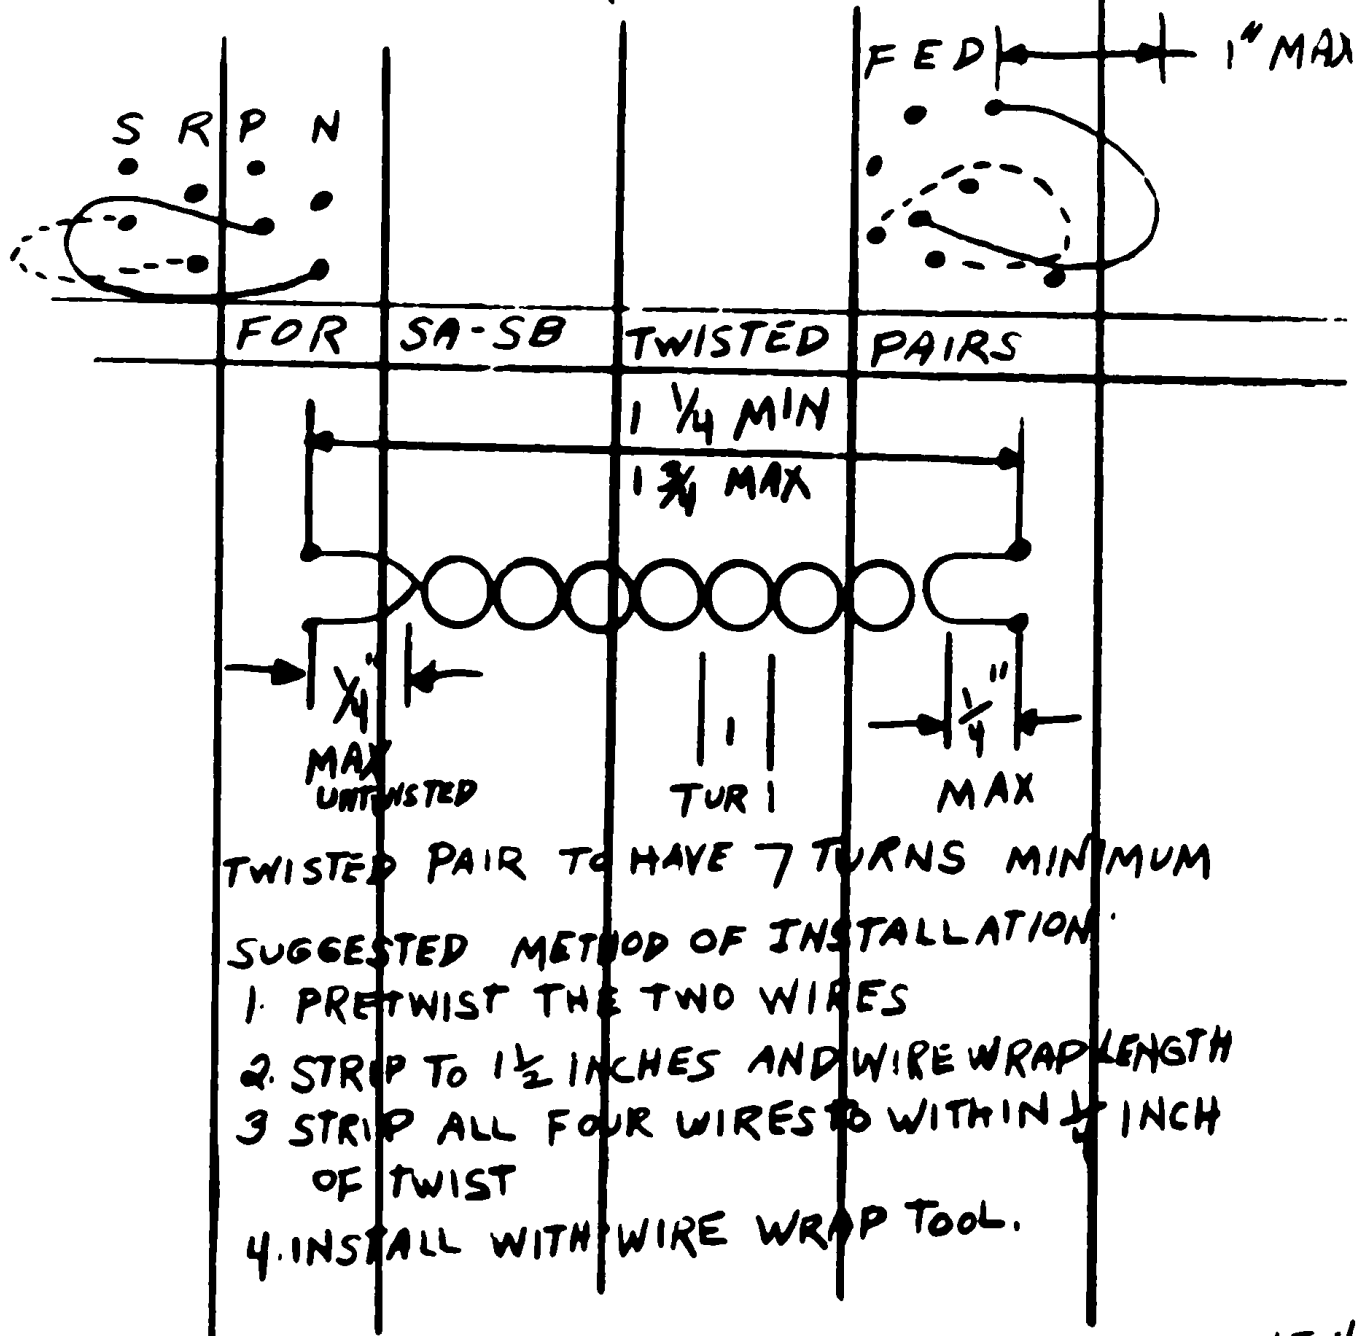 F E D 1" MAX
S R P N
FOR SA-SB TWISTED PAIRS
1 1/4 MIN
1 3/4 MAX
1/4" 1/4"
MAX MAX
UNTWISTED
1
TUR
TWISTED PAIR TO HAVE 7 TURNS MINIMUM
SUGGESTED METHOD OF INSTALLATION
1. PRETWIST THE TWO WIRES
2. STRIP TO 1 1/2 INCHES AND WIRE WRAP LENGTH
3 STRIP ALL FOUR WIRES TO WITHIN 1/4 INCH
OF TWIST
4. INSTALL WITH WIRE WRAP TOOL.